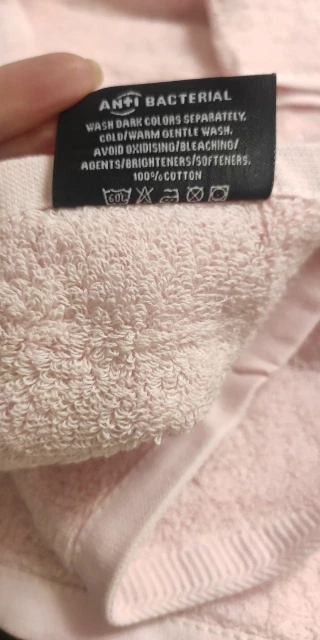 ANTI BACTERIAL
WASH DARK COLORS SEPARATELY.
COLD/WARM GENTLE WASH.
AVOID OXIDISING/BLEACHING/
AGENTS/BRIGHTENERS/SOFTENERS.
100% COTTON
60